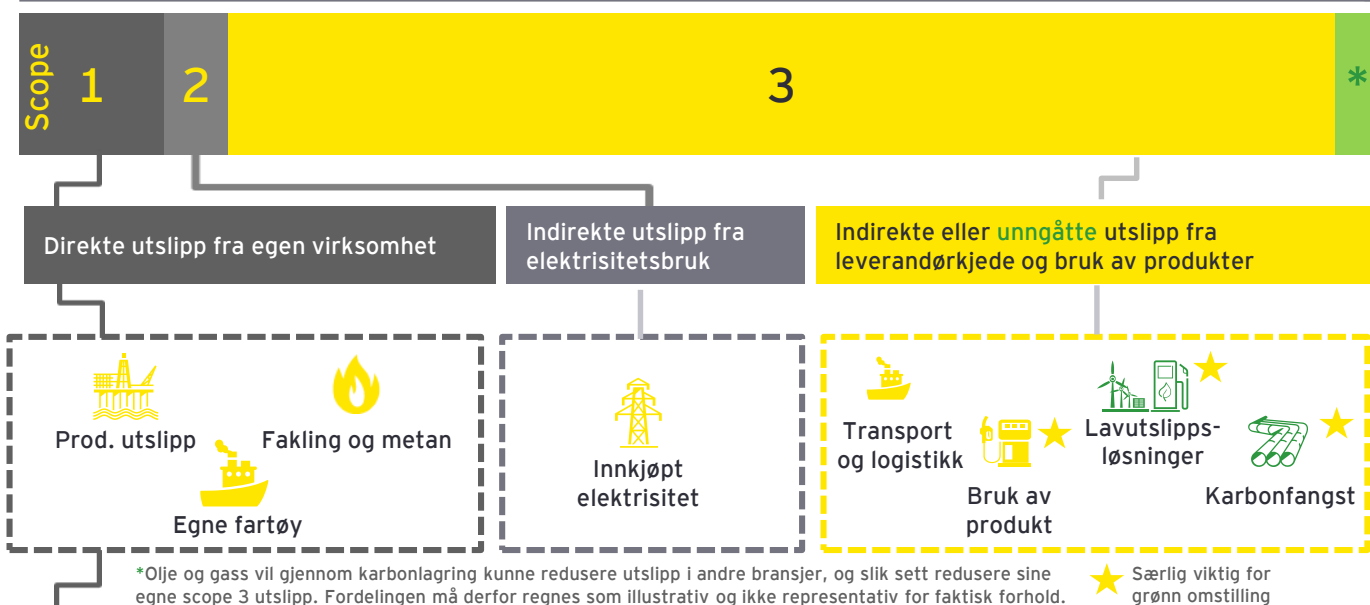 Scope
1
2
3
*
Direkte utslipp fra egen virksomhet
Indirekte utslipp fra
elektrisitetsbruk
Indirekte eller unngåtte utslipp fra
leverandørkjede og bruk av produkter
Prod. utslipp
Fakling og metan
Egne fartøy
Innkjøpt
elektrisitet
Transport
og logistikk
Bruk av
produkt
Lavutslipps-
løsninger
Karbonfangst
*Olje og gass vil gjennom karbonlagring kunne redusere utslipp i andre bransjer, og slik sett redusere sine
egne scope 3 utslipp. Fordelingen må derfor regnes som illustrativ og ikke representativ for faktisk forhold.
Særlig viktig for
grønn omstilling